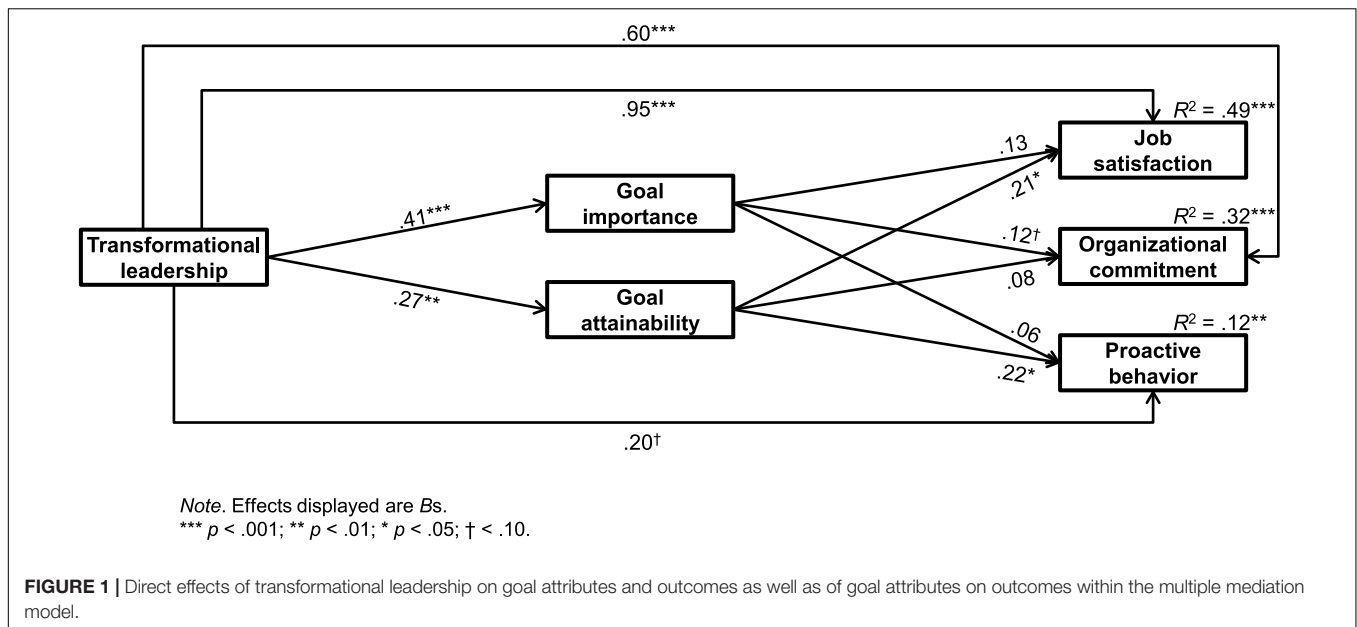 .60***
.95***
R² = .49***
Job
satisfaction
.13
.21*
Goal
importance
.41***
R² = .32***
.12†
Transformational
leadership
Organizational
commitment
.08
.27**
Goal
attainability
R² = .12**
.06
Proactive
behavior
.22*
.20†
Note. Effects displayed are Bs.
*** p < .001; ** p < .01; * p < .05; † < .10.
FIGURE 1 | Direct effects of transformational leadership on goal attributes and outcomes as well as of goal attributes on outcomes within the multiple mediation
model.